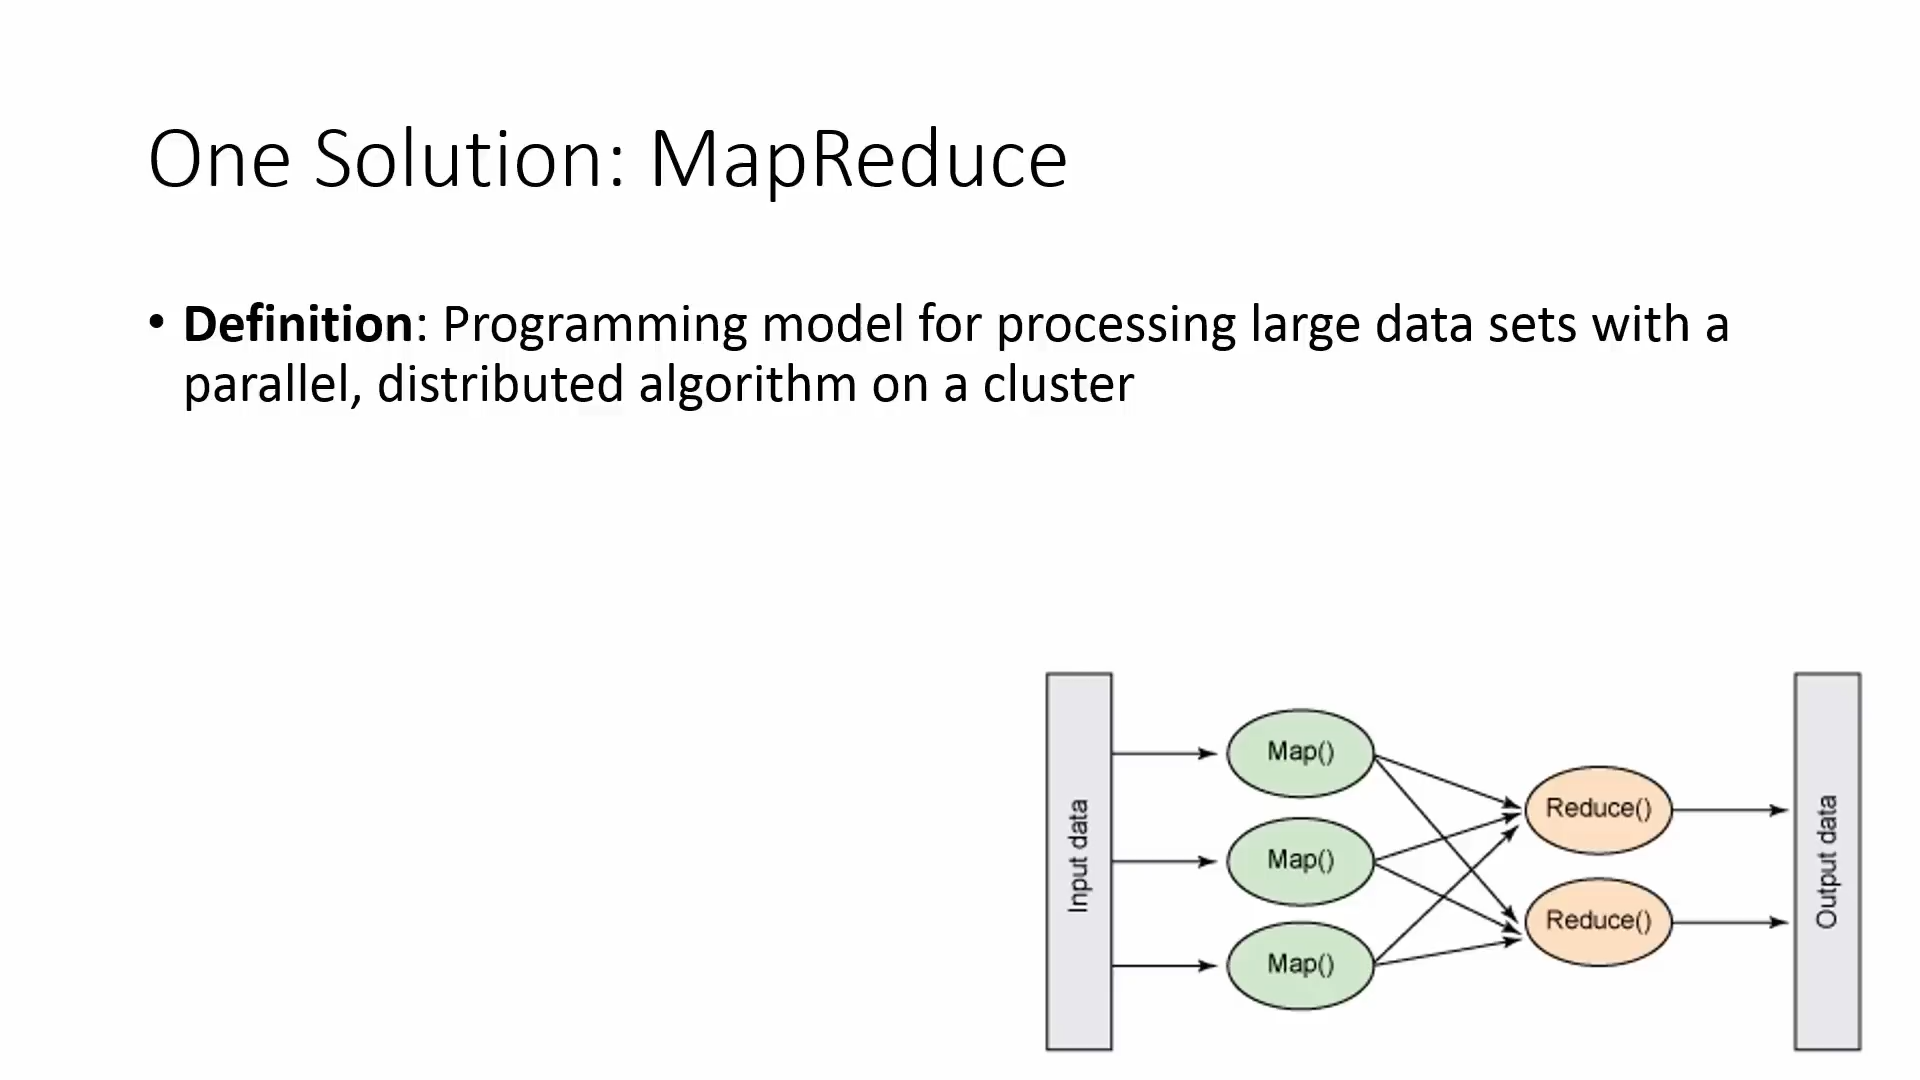 One Solution: MapReduce
• Definition: Programming model for processing large data sets with a
parallel, distributed algorithm on a cluster
Input data
Map()
Map()
Map()
Reduce()
Reduce()
Output data